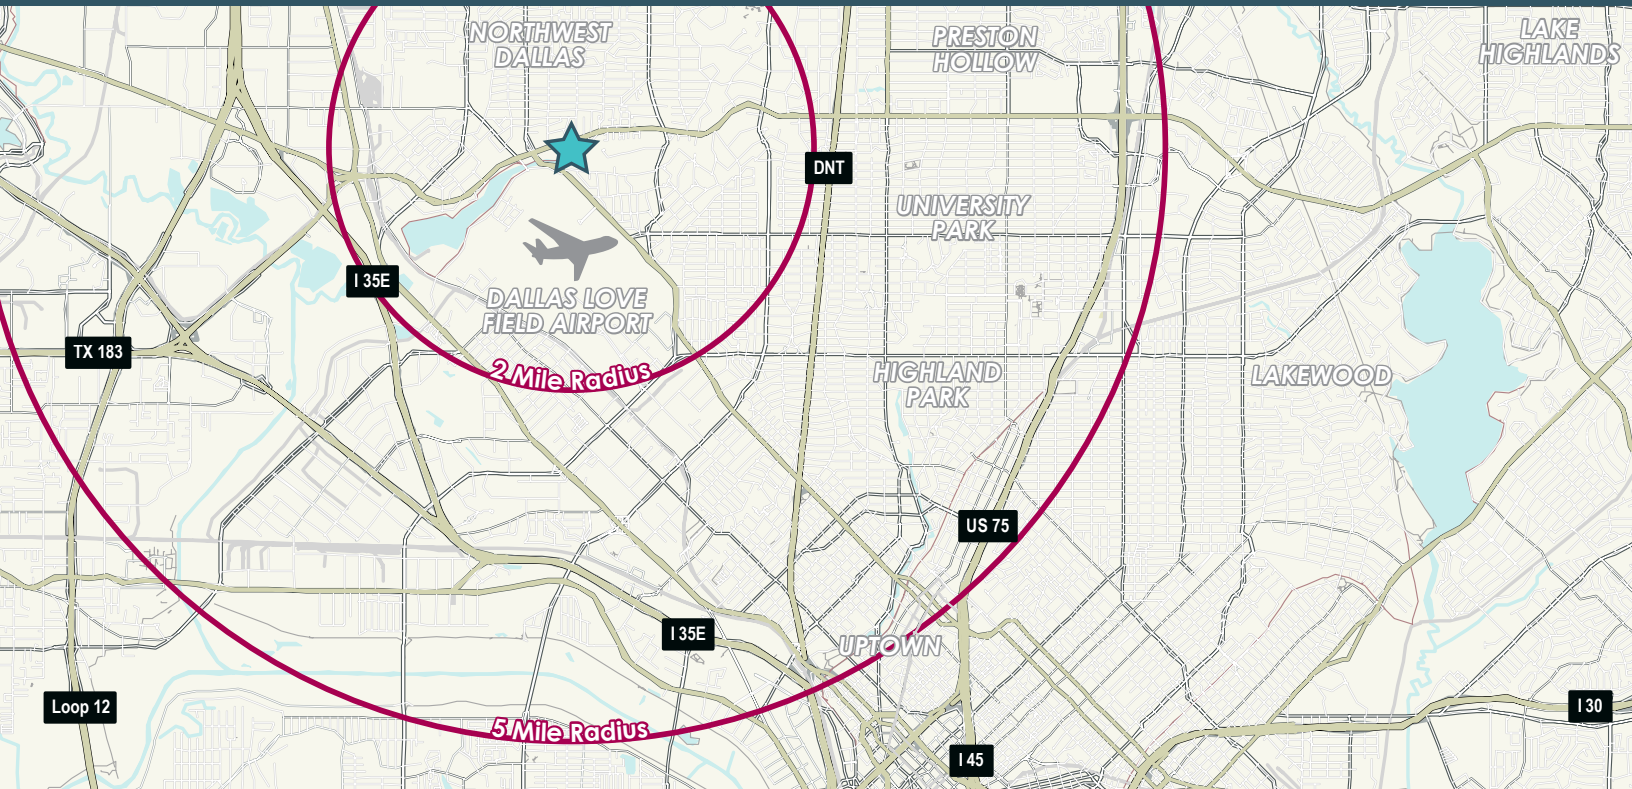 NORTHWEST
DALLAS
PRESTON
HOLLOW
LAKE
HIGHLANDS
DNT
UNIVERSITY
PARK
I 35E
DALLAS LOVE
FIELD AIRPORT
TX 183
2 Mile Radius
HIGHLAND
PARK
LAKEWOOD
US 75
I 35E
UPTOWN
Loop 12
5 Mile Radius
I 30
I 45